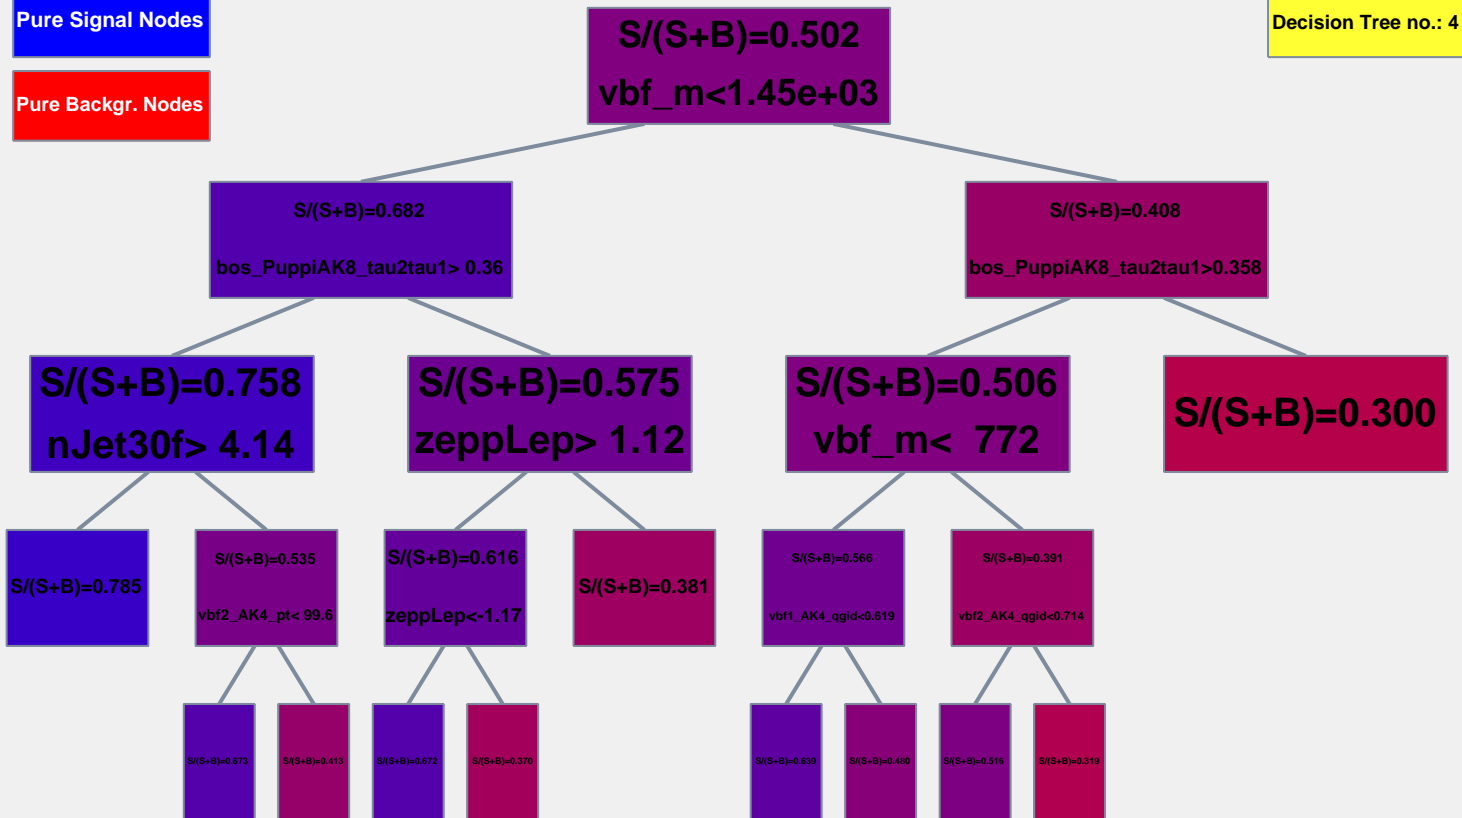 Pure Signal Nodes
Pure Backgr. Nodes
Decision Tree no.: 4
S/(S+B)=0.502
vbf_m<1.45e+03
S/(S+B)=0.682
bos_PuppiAK8_tau2tau1> 0.36
S/(S+B)=0.408
bos_PuppiAK8_tau2tau1>0.358
S/(S+B)=0.758
nJet30f> 4.14
S/(S+B)=0.575
zeppLep> 1.12
S/(S+B)=0.506
vbf_m<  772
S/(S+B)=0.300
S/(S+B)=0.785
S/(S+B)=0.535
vbf2_AK4_pt< 99.6
S/(S+B)=0.616
zeppLep<-1.17
S/(S+B)=0.381
S/(S+B)=0.566
vbf1_AK4_qgid<0.619
S/(S+B)=0.391
vbf2_AK4_qgid<0.714
S/(S+B)=0.673
S/(S+B)=0.413
S/(S+B)=0.672
S/(S+B)=0.370
S/(S+B)=0.639
S/(S+B)=0.480
S/(S+B)=0.516
S/(S+B)=0.319